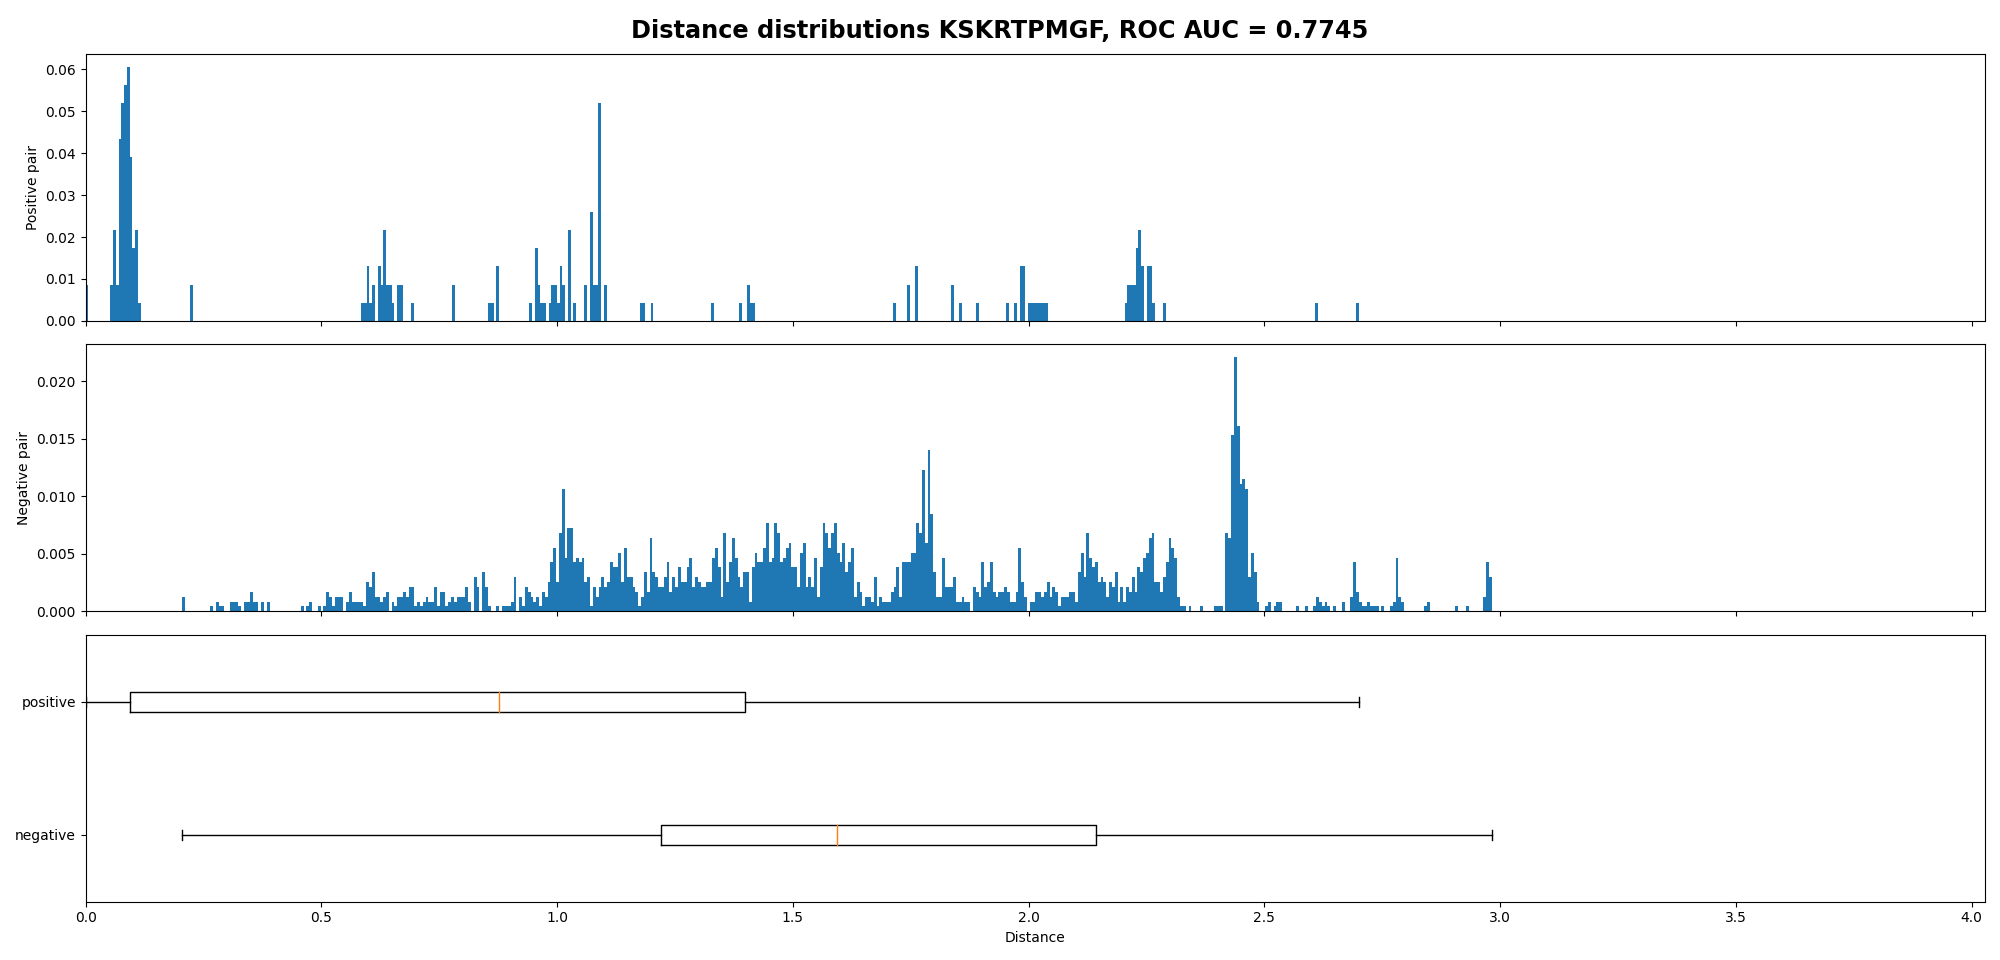 Distance distributions KSKRTPMGF, ROC AUC = 0.7745
0.06
0.05
0.04
0.03
0.02
0.01
0.00
Positive pair
0.020
0.015
0.010
0.005
0.000
Negative pair
positive
negative
0.0 0.5 1.0 1.5 2.0 2.5 3.0 3.5 4.0
Distance